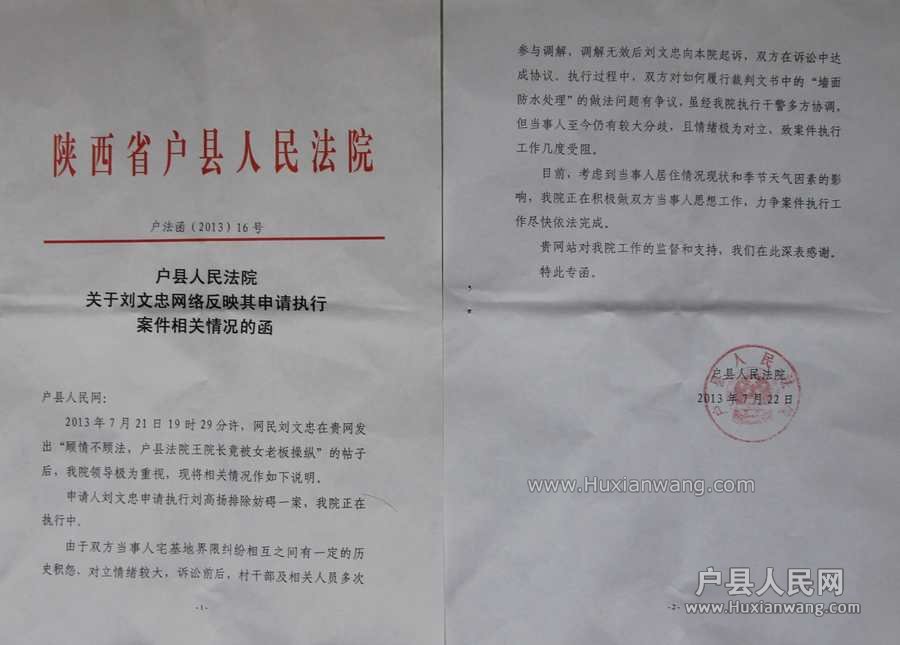 陕西省户县人民法院
户法函(2013)16号
户县人民法院
关于刘文忠网络反映其申请执行
案件相关情况的函
户县人民网:
2013年7月21日19时29分许,网民刘文忠在贵网发
出“顾情不顾法,户县法院王院长竟被女老板操纵”的帖子
后,我院领导极为重视,现将相关情况作如下说明。
申请人刘文忠申请执行刘高扬排除妨碍一案,我院正在
执行中。
由于双方当事人宅基地界限纠纷相互之间有一定的历
史积怨、对立情绪较大,诉讼前后,村干部及相关人员多次
-1-
参与调解,调解无效后刘文忠向本院起诉,双方在诉讼中达
成协议。执行过程中,双方对如何履行裁判文书中的“墙面
防水处理”的做法问题有争议,虽经我院执行干警多方协调。
但当事人至今仍有较大分歧,且情绪极为对立、致案件执行
工作几度受阻。
目前,考虑到当事人居住情况现状和季节天气因素的影
响,我院正在积极做双方当事人思想工作,力争案件执行工
作尽快依法完成。
贵网站对我院工作的监督和支持,我们在此深表感谢。
特此专函。
户县人民法院
户县人民法院
2013年7月22日
www.Huxianwang.com
-2-
户县人民网
www.Huxianwang.com